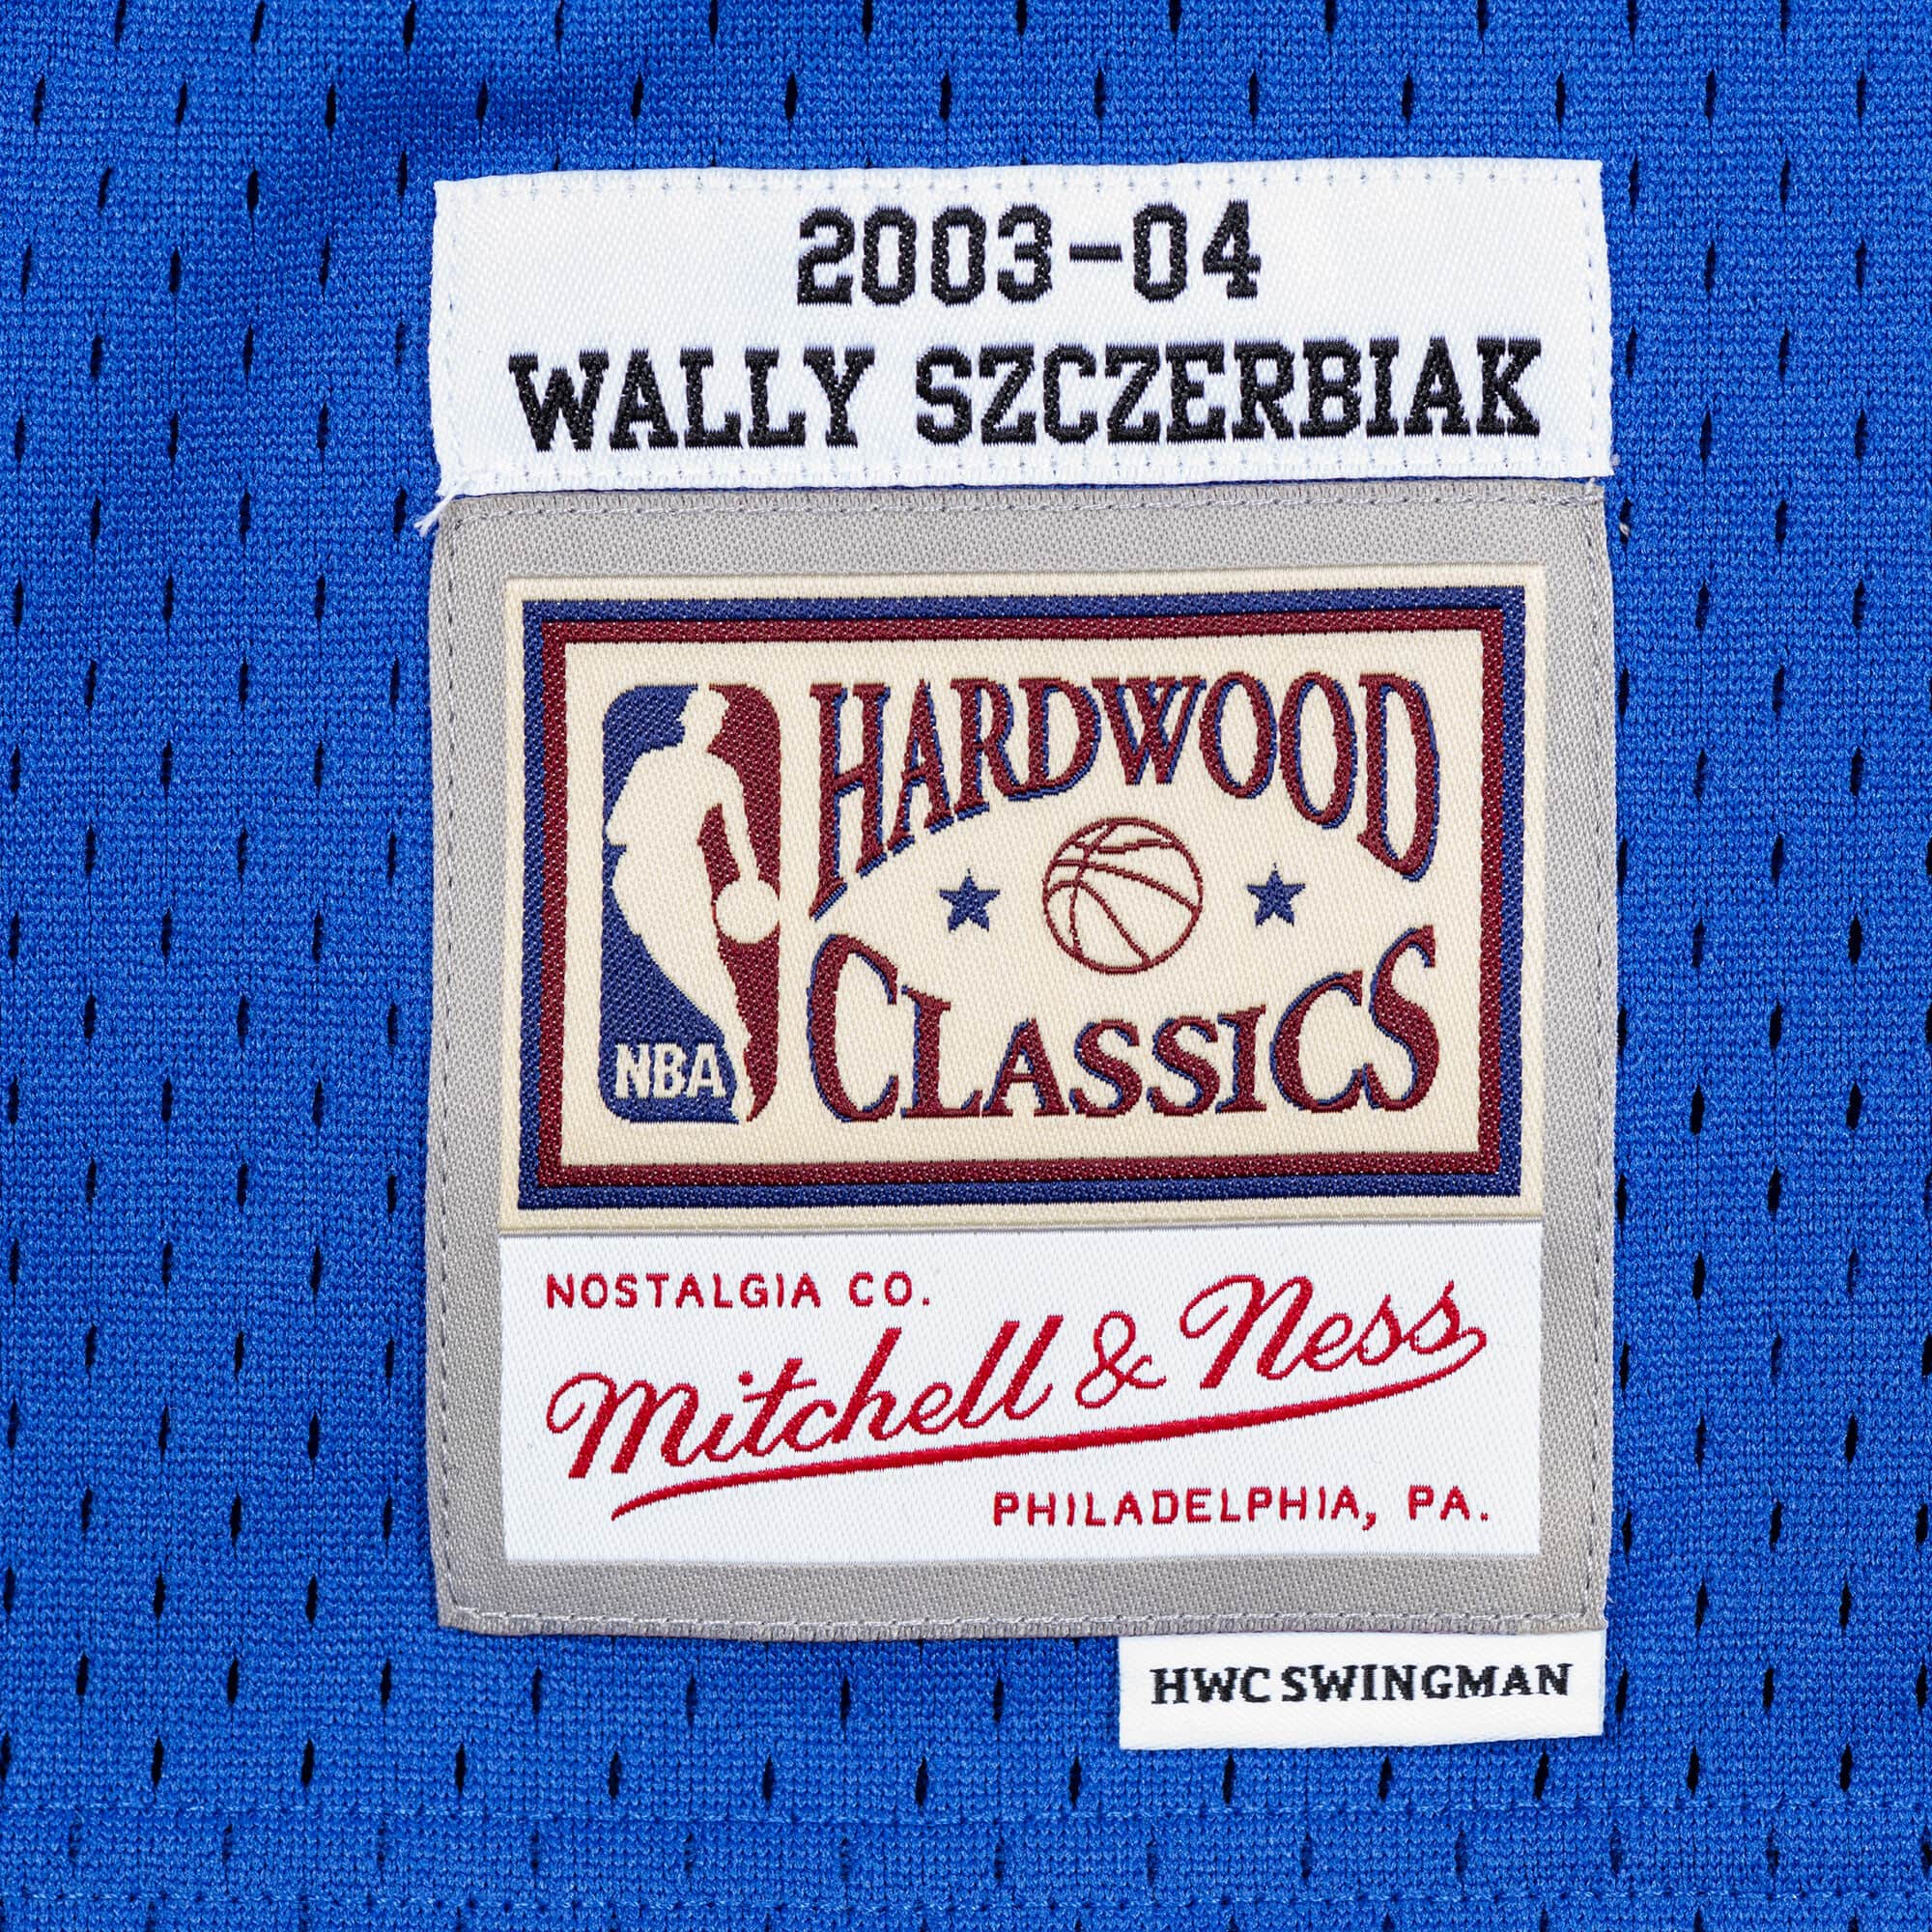 2003-04
WALLY SZCZERBIAK
HARDWOOD
CLASSICS
NBA
NOSTALGIA CO.
Mitchell & Ness
PHILADELPHIA, PA.
HWC SWINGMAN